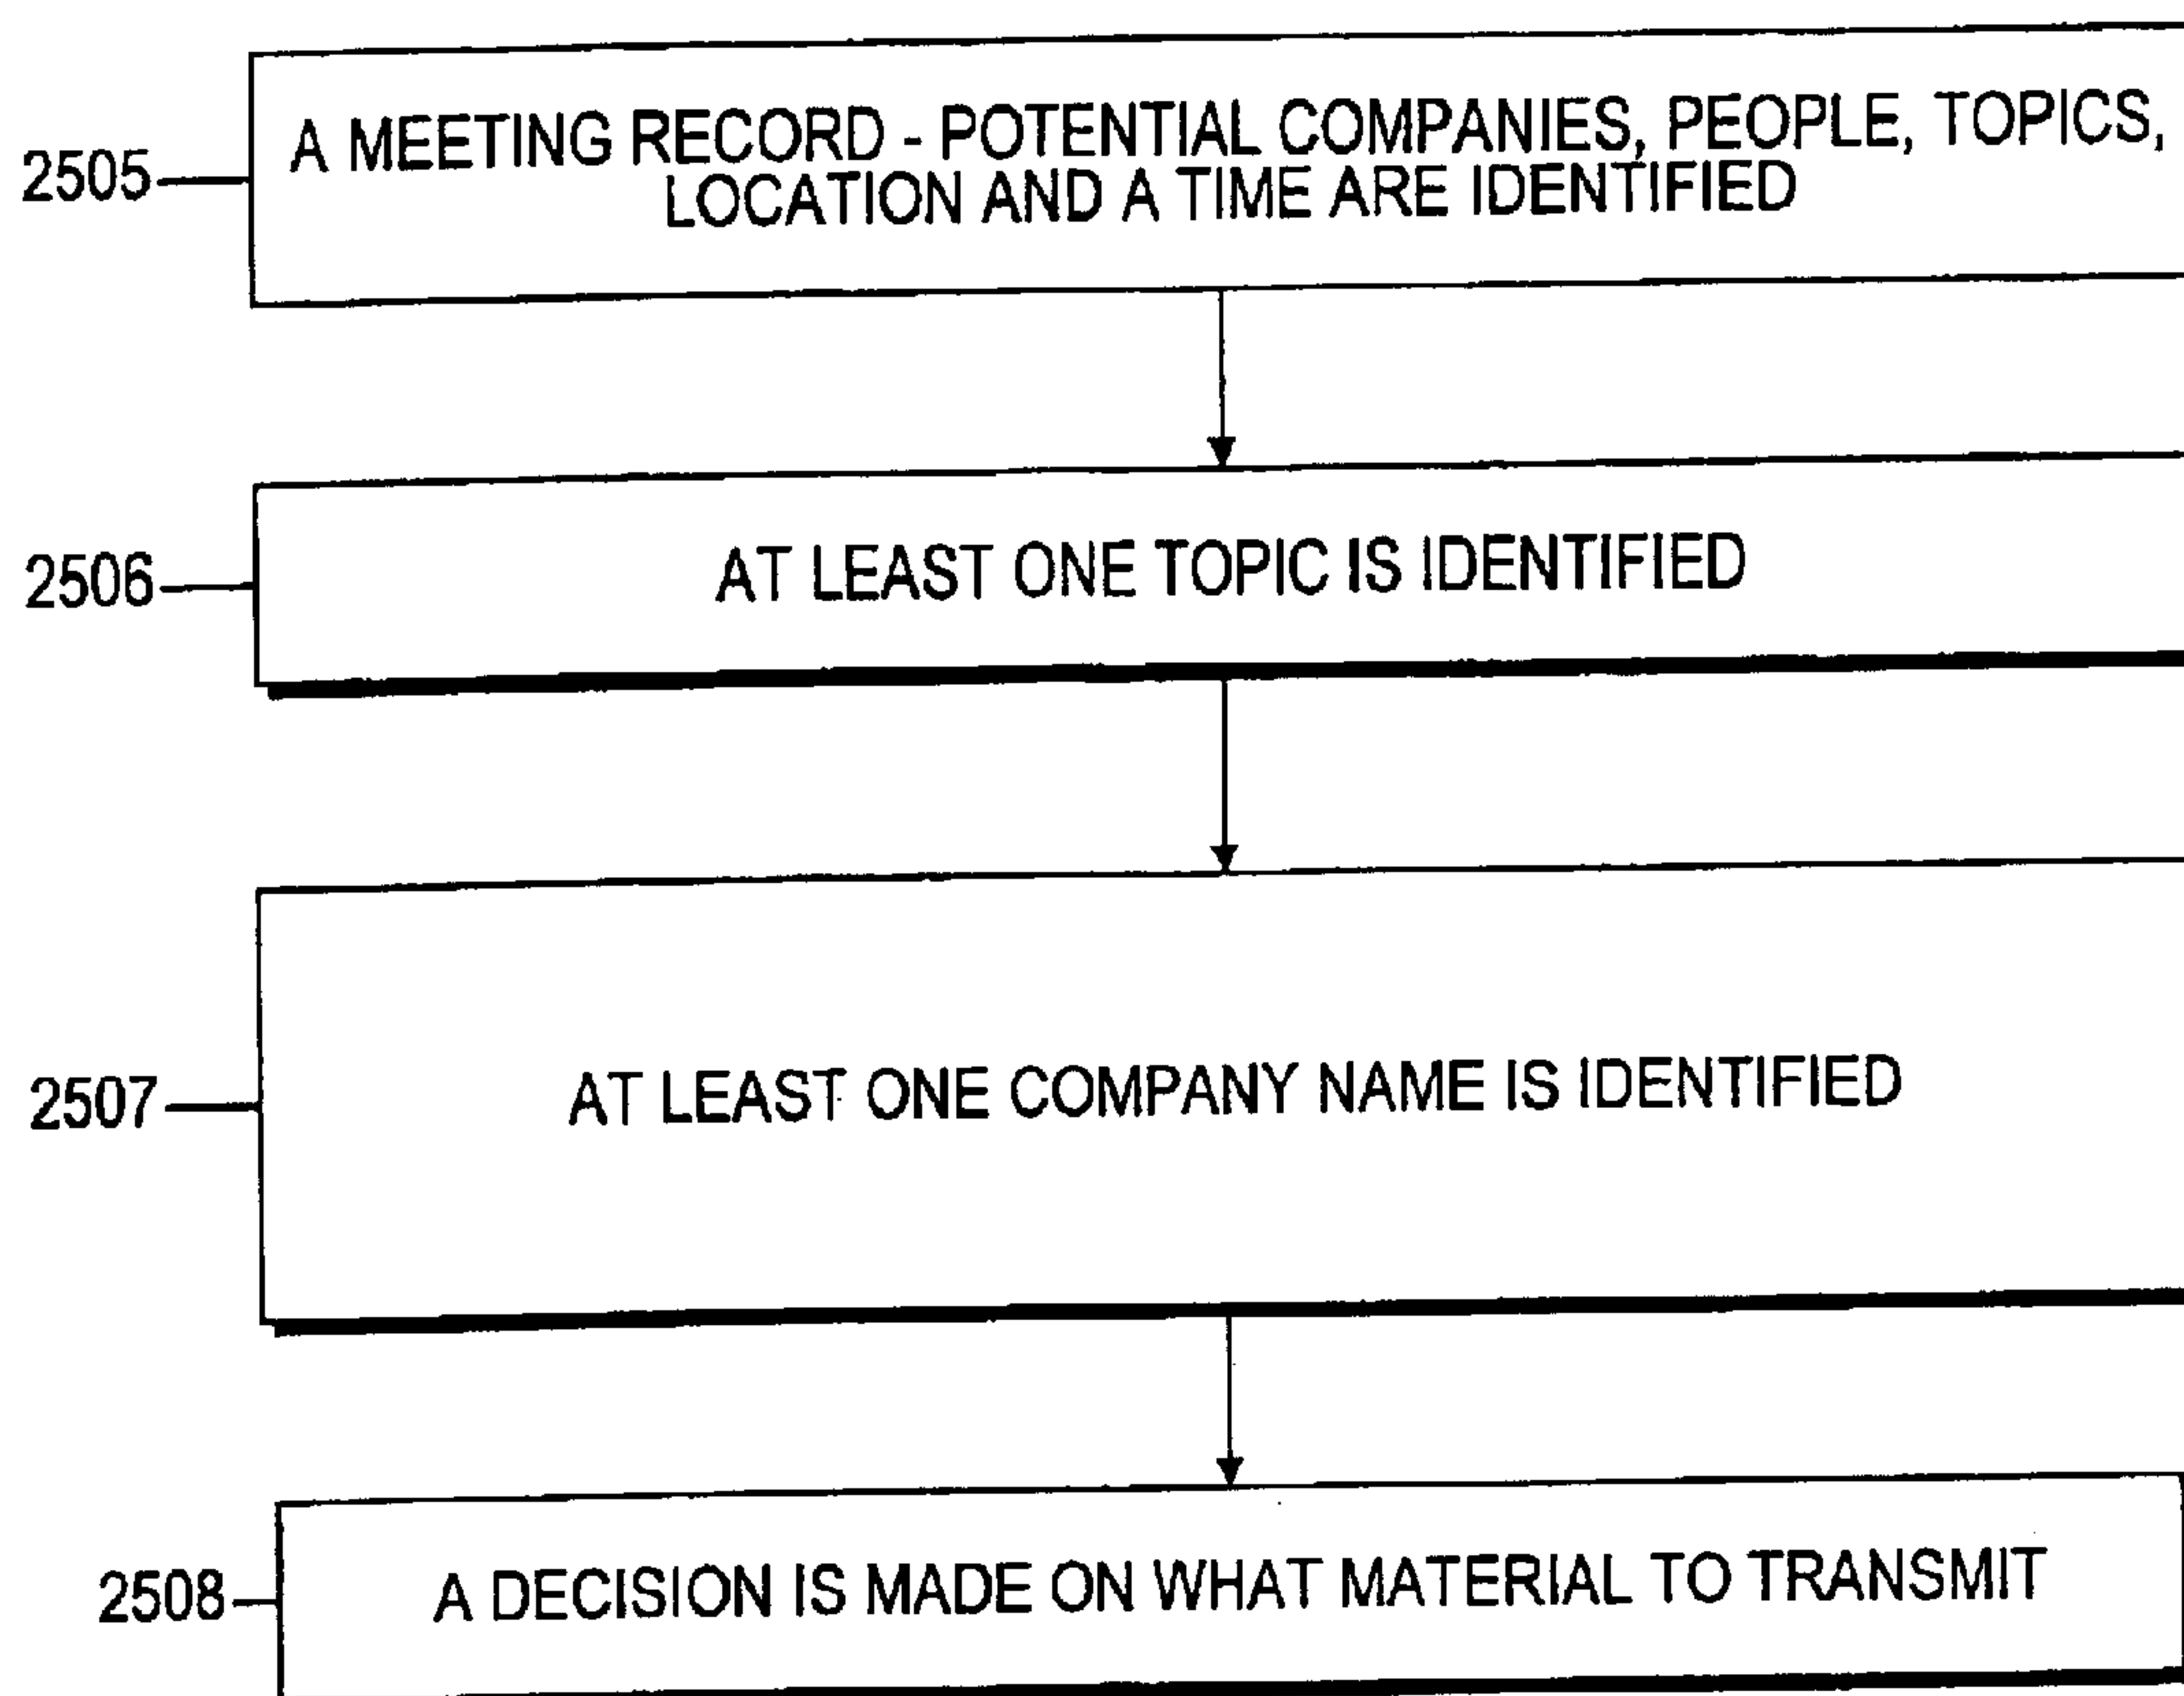 2505
A MEETING RECORD - POTENTIAL COMPANIES, PEOPLE, TOPICS,
LOCATION AND A TIME ARE IDENTIFIED
2506
AT LEAST ONE TOPIC IS IDENTIFIED
2507
AT LEAST ONE COMPANY NAME IS IDENTIFIED
2508
A DECISION IS MADE ON WHAT MATERIAL TO TRANSMIT